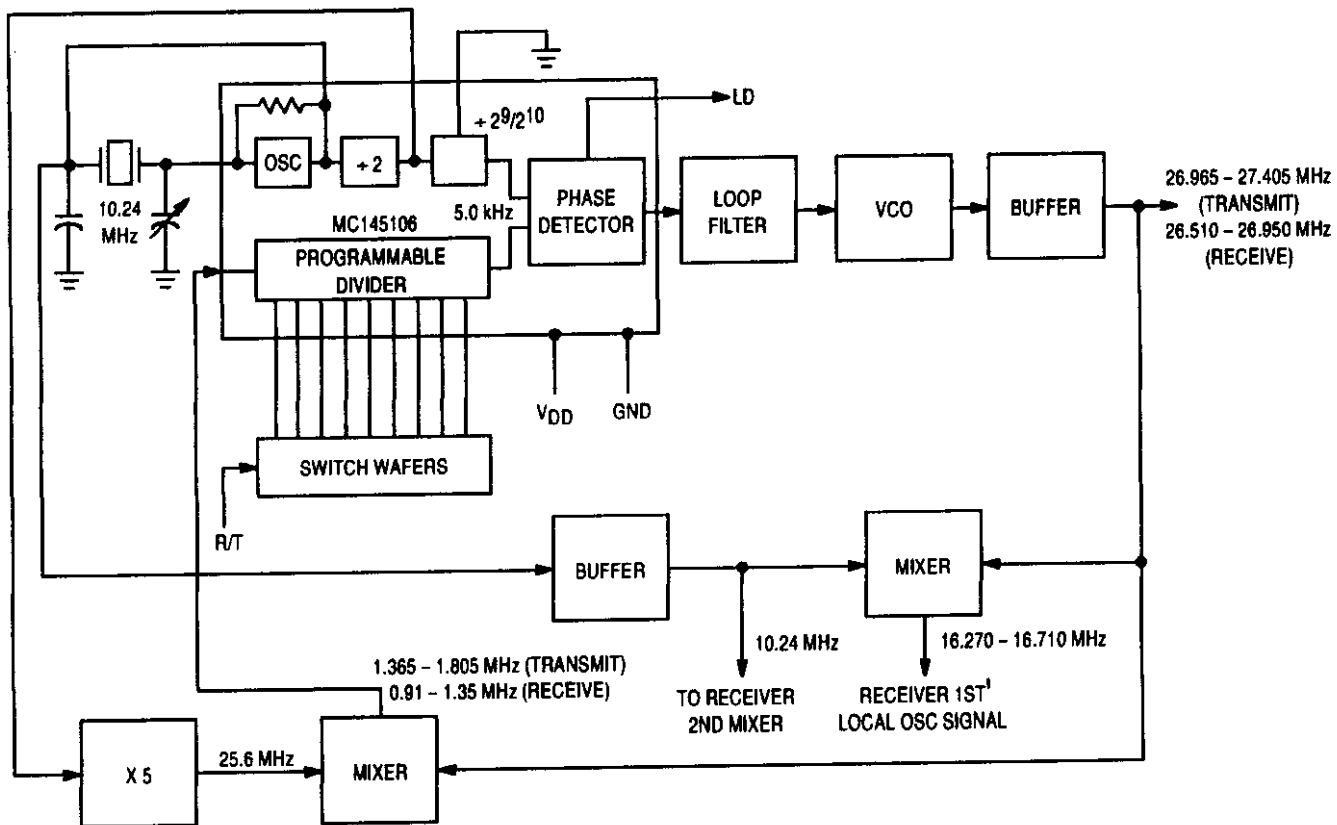 ÷ 2⁹/2¹⁰
LD
OSC
÷ 2
10.24
MHz
5.0 kHz
PHASE
DETECTOR
LOOP
FILTER
VCO
BUFFER
26.965 – 27.405 MHz
(TRANSMIT)
26.510 – 26.950 MHz
(RECEIVE)
MC145106
PROGRAMMABLE
DIVIDER
VDD
GND
SWITCH WAFERS
R/T
BUFFER
MIXER
10.24 MHz
16.270 – 16.710 MHz
TO RECEIVER
2ND MIXER
RECEIVER 1ST'
LOCAL OSC SIGNAL
1.365 – 1.805 MHz (TRANSMIT)
0.91 – 1.35 MHz (RECEIVE)
X 5
25.6 MHz
MIXER